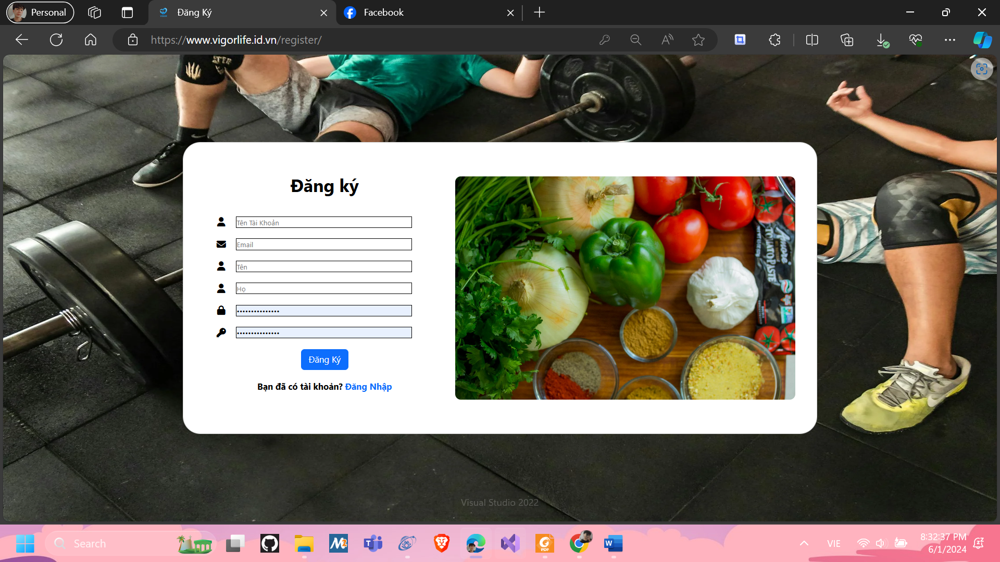 Personal
Đăng Ký
Facebook
https://www.vigorlife.id.vn/register/
Đăng ký
Tên Tài Khoản
Email
Tên
Họ
Đăng Ký
Bạn đã có tài khoản? Đăng Nhập
TOMATO PASTE
Visual Studio 2022
Search
VIE
8:32:37 PM
6/1/2024